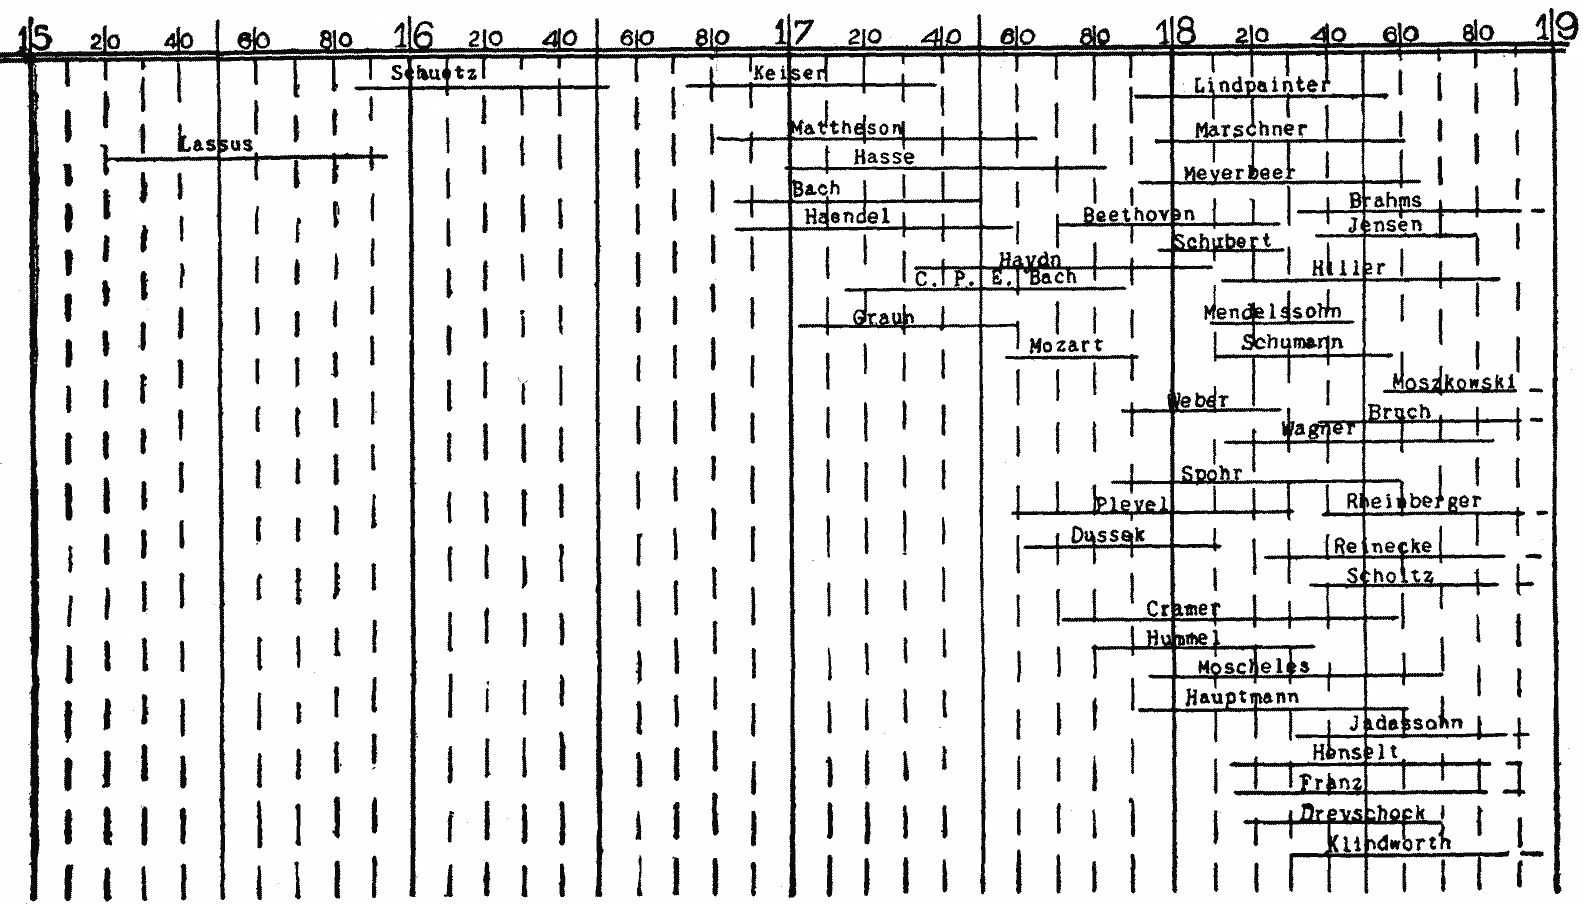 15 20 40 60 80 16 20 40 60 80 17 20 40 60 80 18 20 40 60 80 19
Schuetz
Keiser
Lindpainter
Mattheson
Marschner
Lassus
Hasse
Meyerbeer
Bach
Brahms
Haendel
Beethoven
Jensen
Schubert
Haydn
Hiller
C. P. E. Bach
Graun
Mendelssohn
Mozart
Schumann
Moszkowski
Weber
Bruch
Wagner
Spohr
Pleyel
Rheinberger
Dussek
Reinecke
Scholtz
Cramer
Hummel
Moscheles
Hauptmann
Jadassohn
Henselt
Franz
Dreyschock
Klindworth